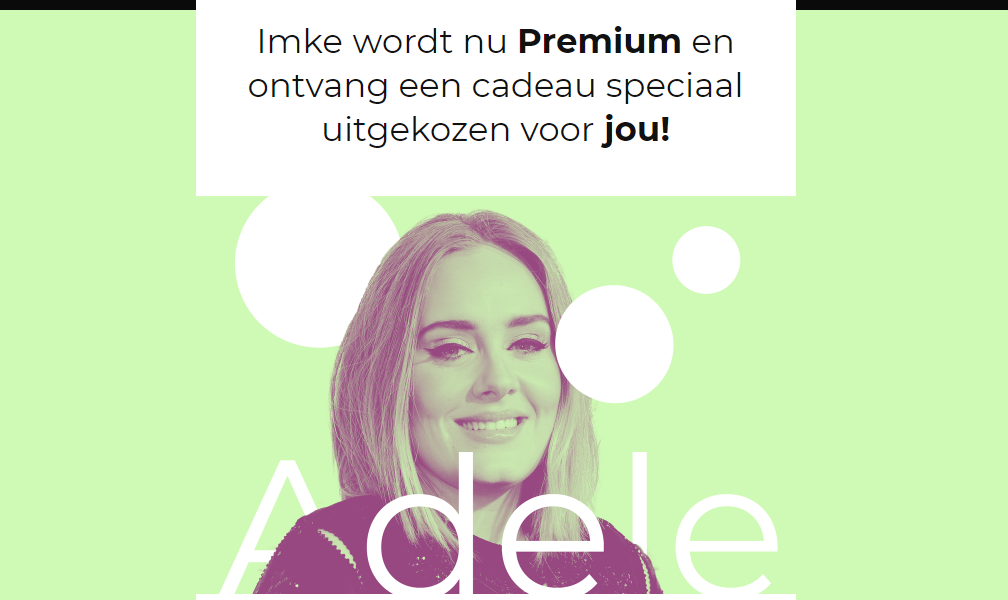 Imke wordt nu Premium en
ontvang een cadeau speciaal
uitgekozen voor jou!
Adele